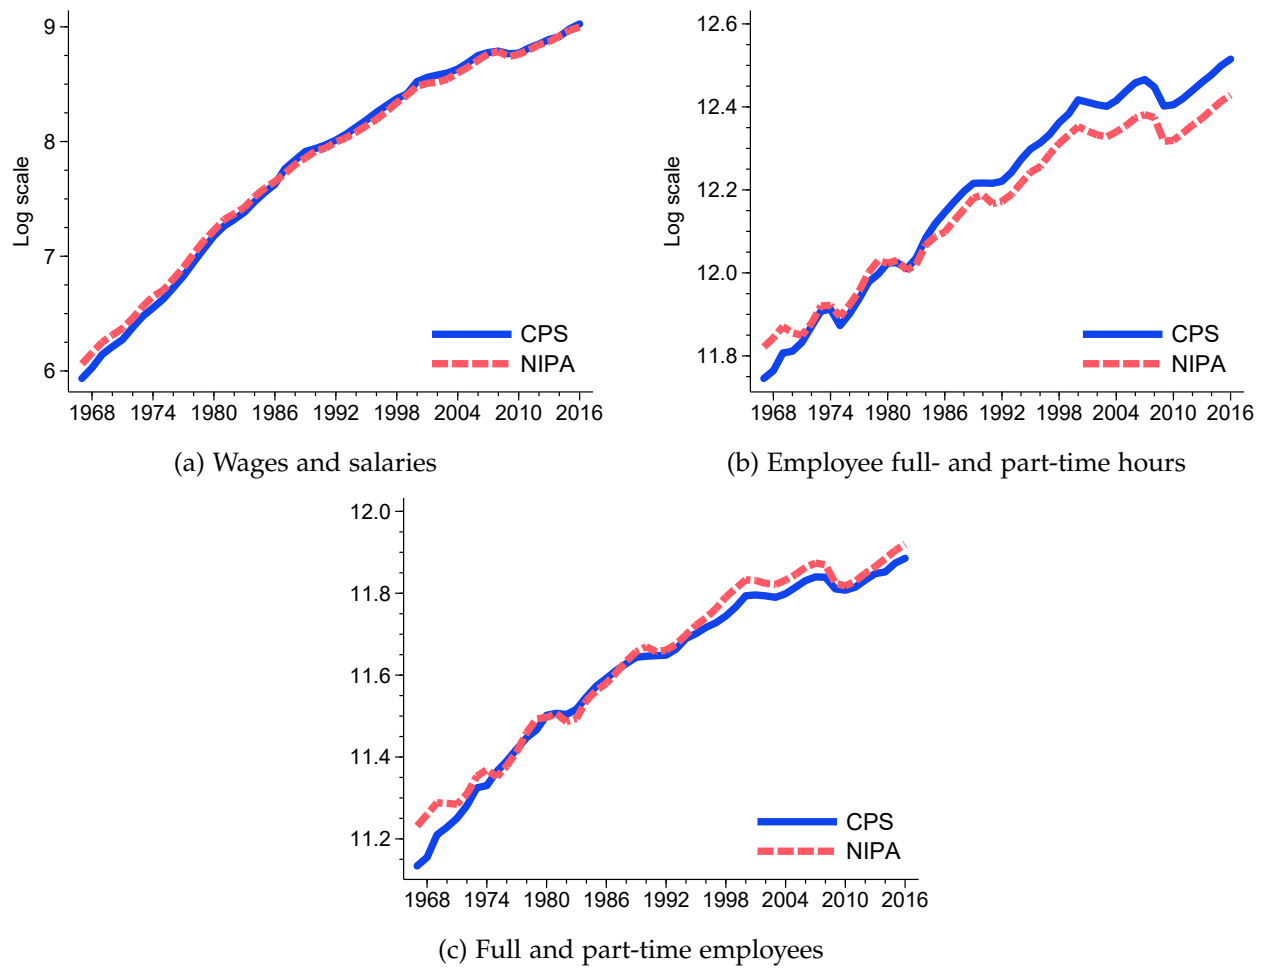 9
8
7
6
Log scale
CPS
NIPA
1968 1974 1980 1986 1992 1998 2004 2010 2016
(a) Wages and salaries
12.6
12.4
12.2
12.0
11.8
Log scale
CPS
NIPA
1968 1974 1980 1986 1992 1998 2004 2010 2016
(b) Employee full- and part-time hours
12.0
11.8
11.6
11.4
11.2
CPS
NIPA
1968 1974 1980 1986 1992 1998 2004 2010 2016
(c) Full and part-time employees